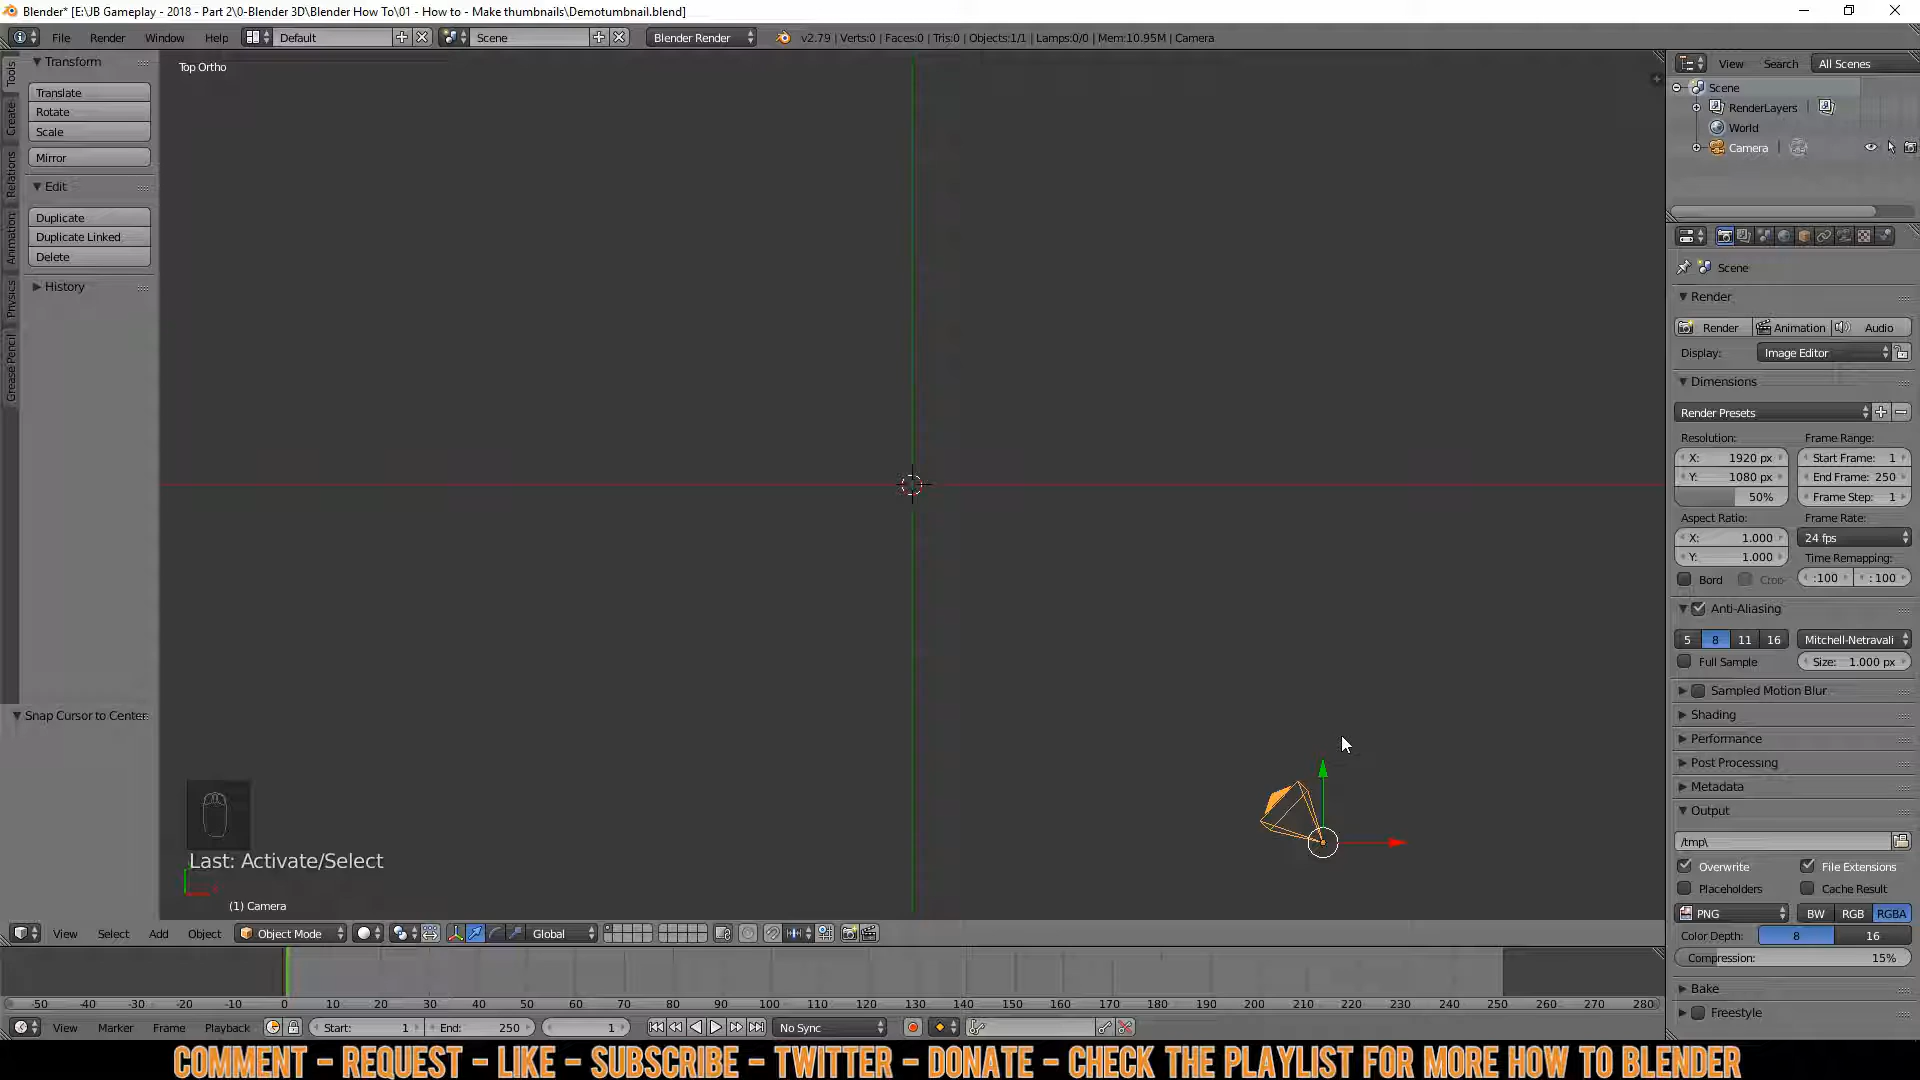 Blender* [E:\JB Gameplay - 2018 - Part 2\0-Blender 3D\Blender How To\01 - How to - Make thumbnails\Demotumbnail.blend]
File Render Window Help Default Scene Blender Render v2.79 | Verts:0 | Faces:0 | Tris:0 | Objects:1/1 | Lamps:0/0 | Mem:10.95M | Camera
Tools
Create
Relations
Animation
Physics
Grease Pencil
Transform
Translate
Rotate
Scale
Mirror
Edit
Duplicate
Duplicate Linked
Delete
History
Snap Cursor to Center
Top Ortho
Last: Activate/Select
(1) Camera
View Search All Scenes
Scene
RenderLayers
World
Camera
Scene
Render
Render Animation Audio
Display: Image Editor
Dimensions
Render Presets
Resolution: Frame Range:
X: 1920 px Start Frame: 1
Y: 1080 px End Frame: 250
50% Frame Step: 1
Aspect Ratio: Frame Rate:
X: 1.000 24 fps
Y: 1.000 Time Remapping:
Bord Crop :100 : 100
Anti-Aliasing
5 8 11 16 Mitchell-Netravali
Full Sample Size: 1.000 px
Sampled Motion Blur
Shading
Performance
Post Processing
Metadata
Output
/tmp\
Overwrite File Extensions
Placeholders Cache Result
PNG BW RGB RGBA
Color Depth: 8 16
Compression: 15%
Bake
Freestyle
View Select Add Object Object Mode Global
-50 -40 -30 -20 -10 0 10 20 30 40 50 60 70 80 90 100 110 120 130 140 150 160 170 180 190 200 210 220 230 240 250 260 270 280
View Marker Frame Playback Start: 1 End: 250 1 No Sync
COMMENT - REQUEST - LIKE - SUBSCRIBE - TWITTER - DONATE - CHECK THE PLAYLIST FOR MORE HOW TO BLENDER